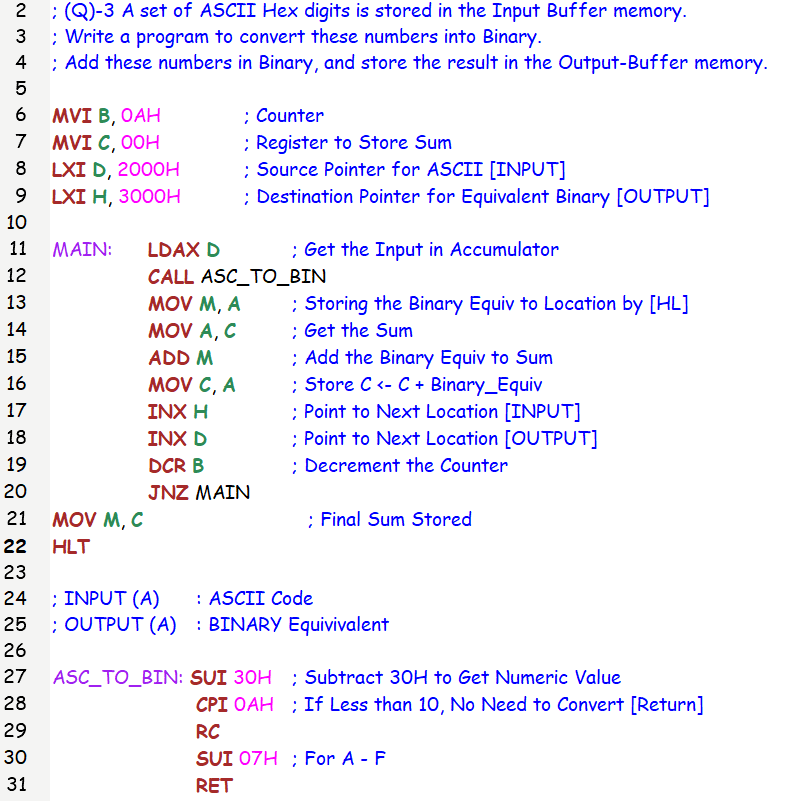 2 ; (Q)-3 A set of ASCII Hex digits is stored in the Input Buffer memory.
3 ; Write a program to convert these numbers into Binary.
4 ; Add these numbers in Binary, and store the result in the Output-Buffer memory.
5
6 MVI B, 0AH ; Counter
7 MVI C, 00H ; Register to Store Sum
8 LXI D, 2000H ; Source Pointer for ASCII [INPUT]
9 LXI H, 3000H ; Destination Pointer for Equivalent Binary [OUTPUT]
10
11 MAIN: LDAX D ; Get the Input in Accumulator
12 CALL ASC_TO_BIN
13 MOV M, A ; Storing the Binary Equiv to Location by [HL]
14 MOV A, C ; Get the Sum
15 ADD M ; Add the Binary Equiv to Sum
16 MOV C, A ; Store C <- C + Binary_Equiv
17 INX H ; Point to Next Location [INPUT]
18 INX D ; Point to Next Location [OUTPUT]
19 DCR B ; Decrement the Counter
20 JNZ MAIN
21 MOV M, C ; Final Sum Stored
22 HLT
23
24 ; INPUT (A) : ASCII Code
25 ; OUTPUT (A) : BINARY Equivivalent
26
27 ASC_TO_BIN: SUI 30H ; Subtract 30H to Get Numeric Value
28 CPI 0AH ; If Less than 10, No Need to Convert [Return]
29 RC
30 SUI 07H ; For A - F
31 RET